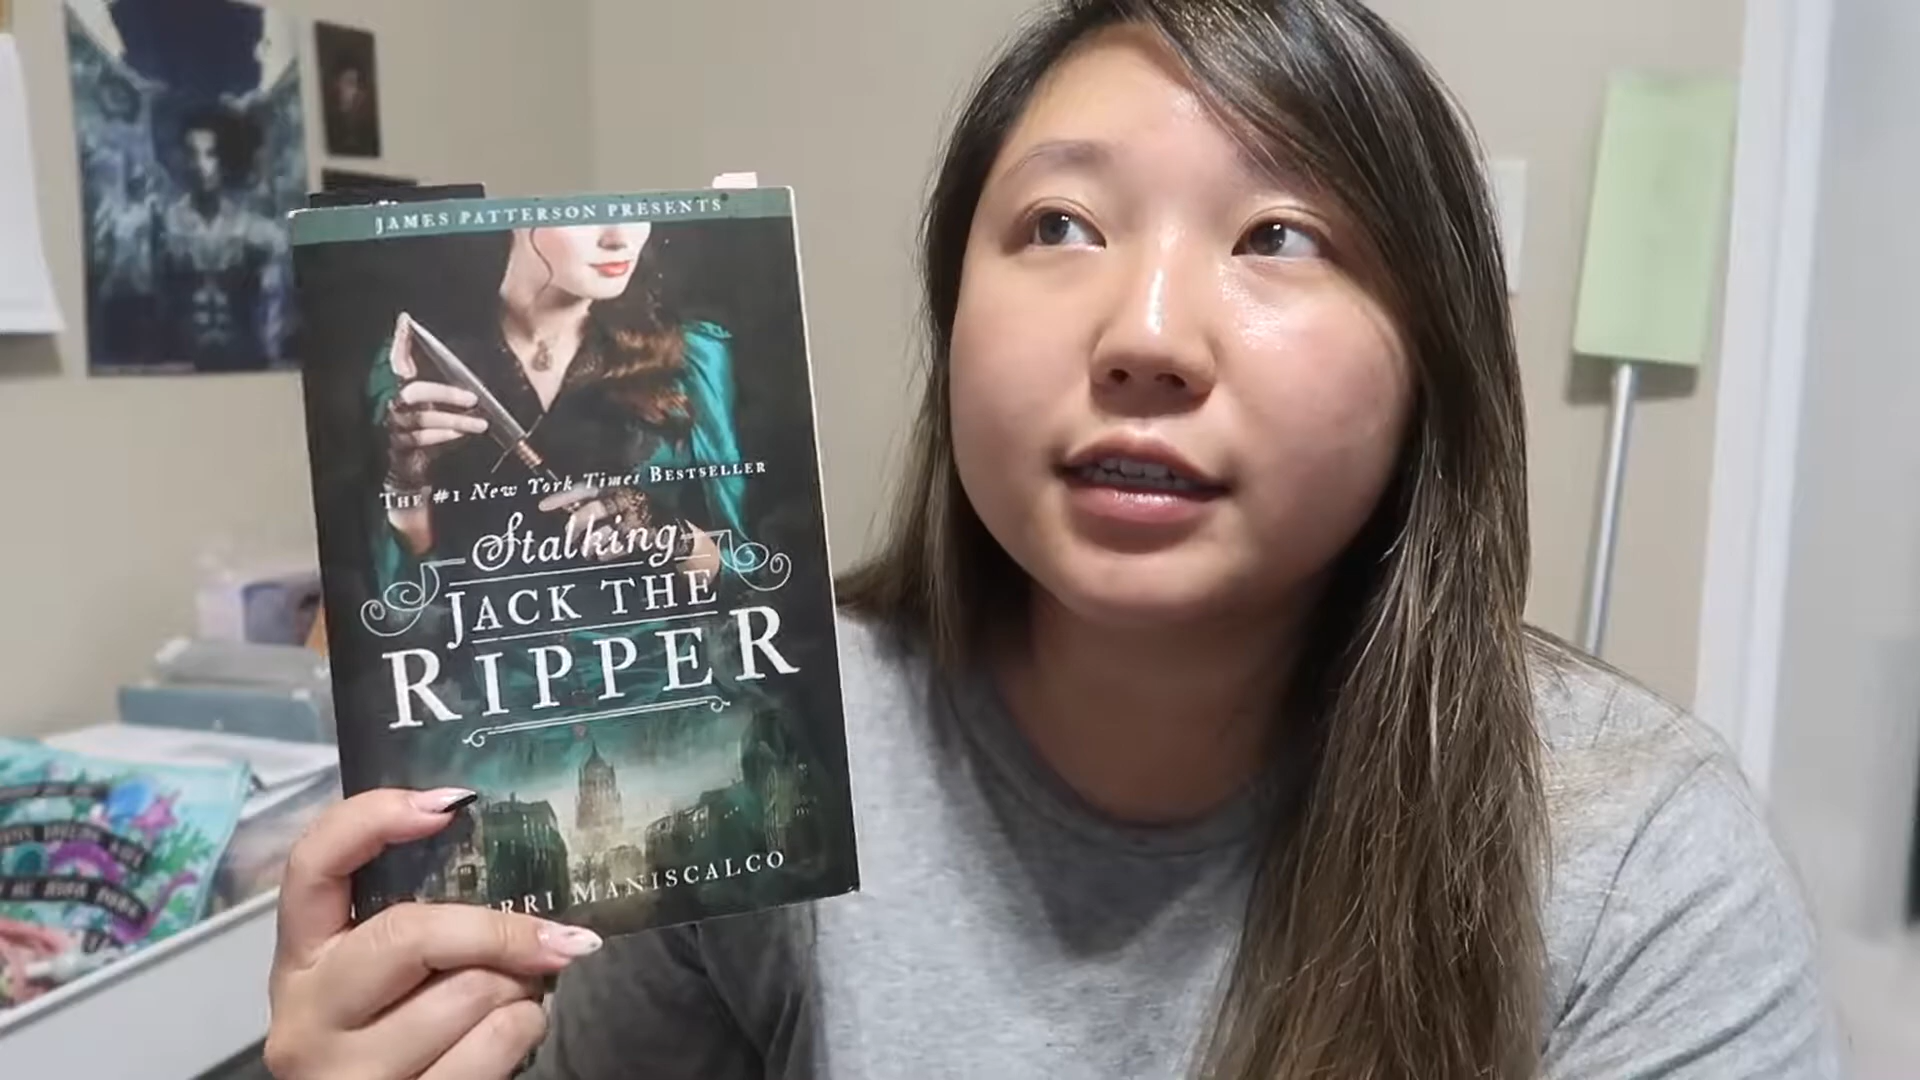 JAMES PATTERSON PRESENTS
THE #1 New York Times BESTSELLER
Stalking
JACK THE
RIPPER
MANISCALCO